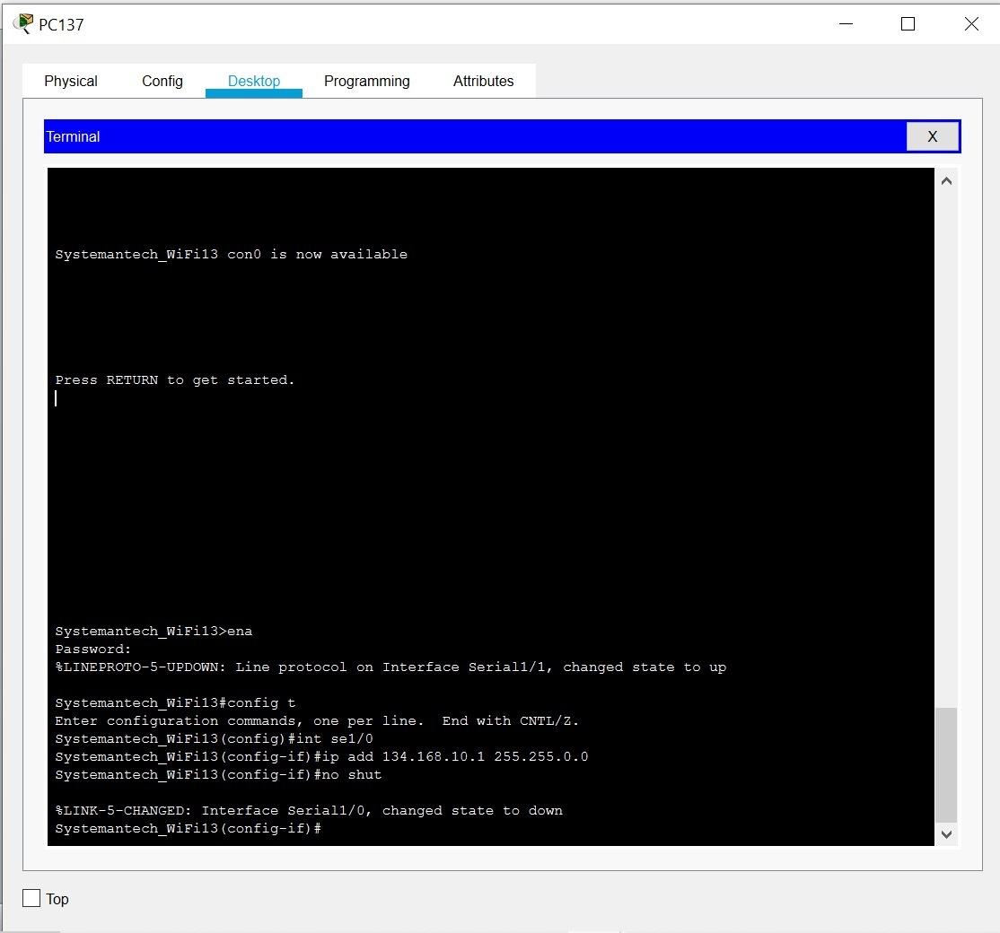 PC137
Physical Config Desktop Programming Attributes
Terminal X
Systemantech_WiFi13 con0 is now available
Press RETURN to get started.
Systemantech_WiFi13>ena
Password:
%LINEPROTO-5-UPDOWN: Line protocol on Interface Serial1/1, changed state to up
Systemantech_WiFi13#config t
Enter configuration commands, one per line.  End with CNTL/Z.
Systemantech_WiFi13(config)#int se1/0
Systemantech_WiFi13(config-if)#ip add 134.168.10.1 255.255.0.0
Systemantech_WiFi13(config-if)#no shut
%LINK-5-CHANGED: Interface Serial1/0, changed state to down
Systemantech_WiFi13(config-if)#
Top